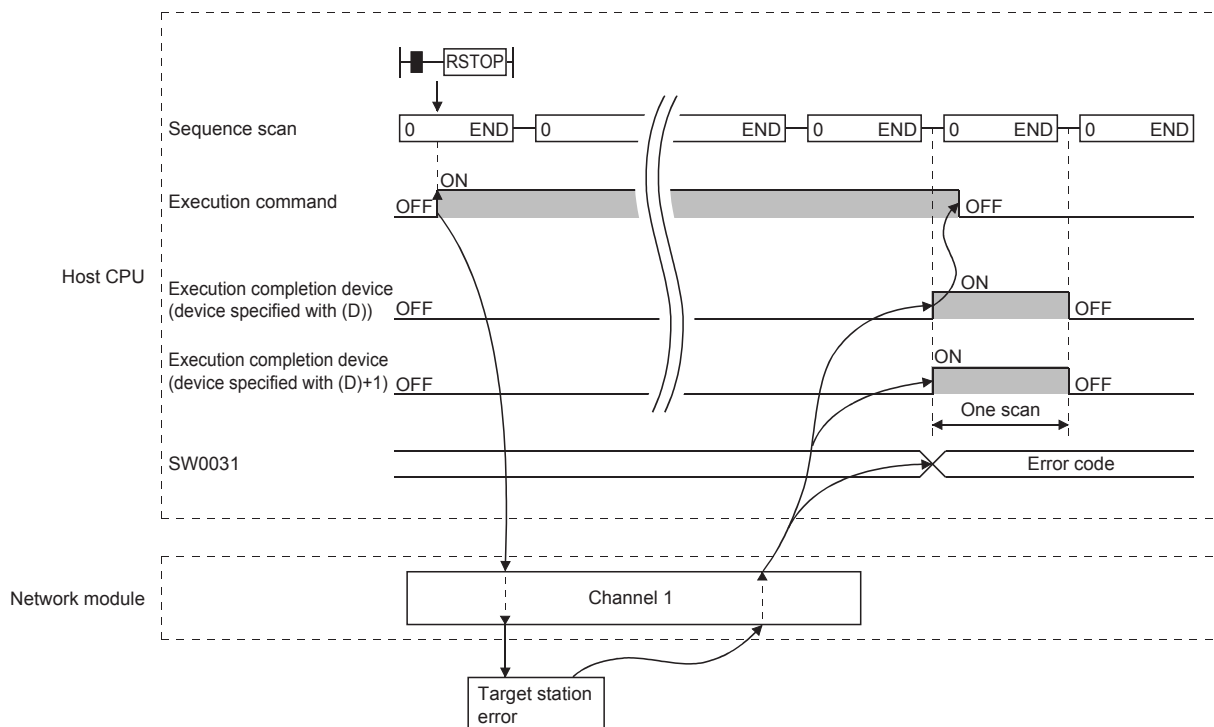 RSTOP
Sequence scan
0 END 0 END 0 END 0 END 0 END
ON
Execution command
OFF
OFF
Host CPU
Execution completion device
(device specified with (D))
OFF
ON
OFF
Execution completion device
(device specified with (D)+1)
OFF
ON
OFF
One scan
SW0031
Error code
Network module
Channel 1
Target station
error